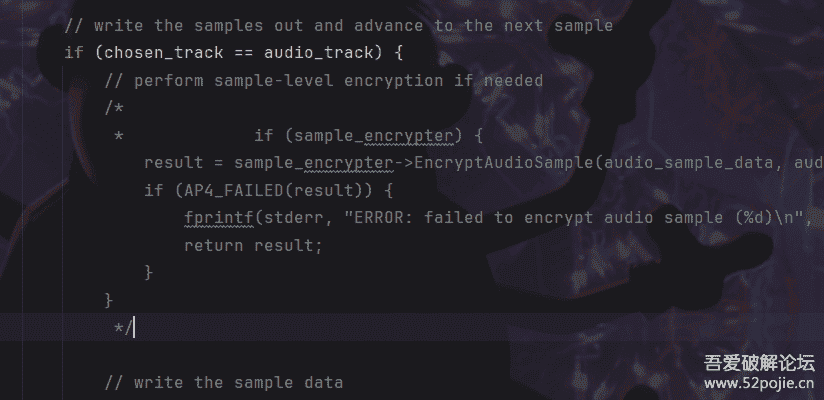 // write the samples out and advance to the next sample
if (chosen_track == audio_track) {
// perform sample-level encryption if needed
/*
* if (sample_encrypter) {
result = sample_encrypter->EncryptAudioSample(audio_sample_data, aud
if (AP4_FAILED(result)) {
fprintf(stderr, "ERROR: failed to encrypt audio sample (%d)\n",
return result;
}
}
*/
// write the sample data
吾爱破解论坛
www.52pojie.cn